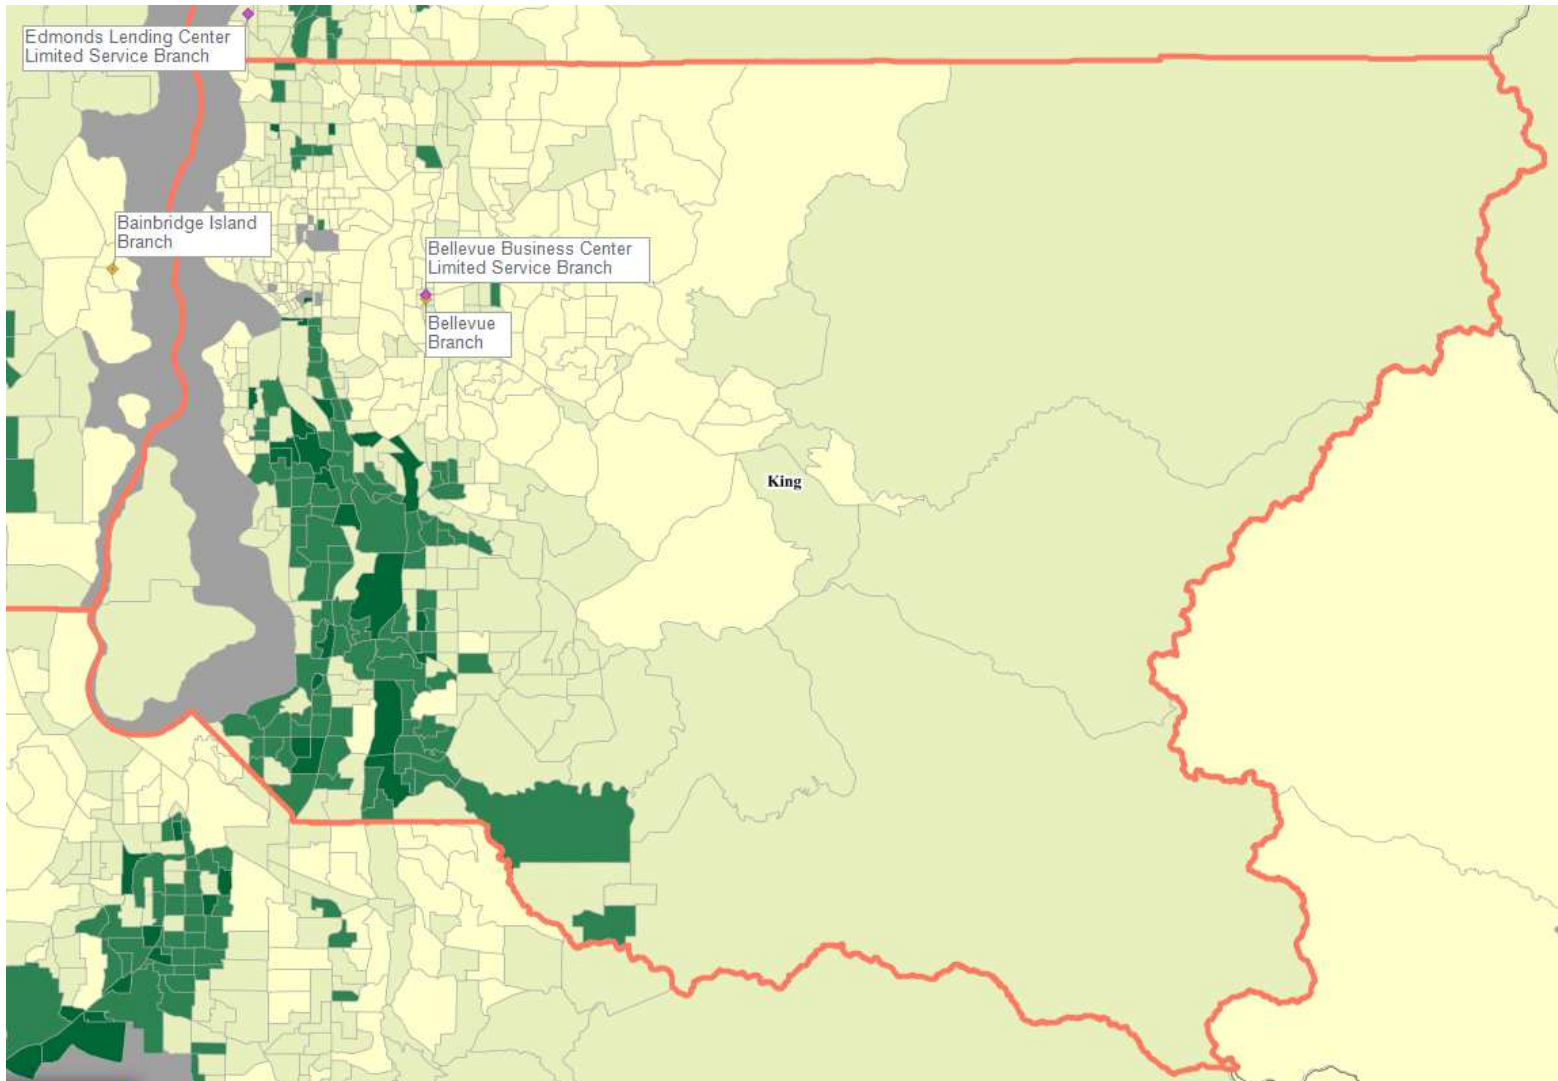 Edmonds Lending Center
Limited Service Branch
Bainbridge Island
Branch
Bellevue Business Center
Limited Service Branch
Bellevue
Branch
King